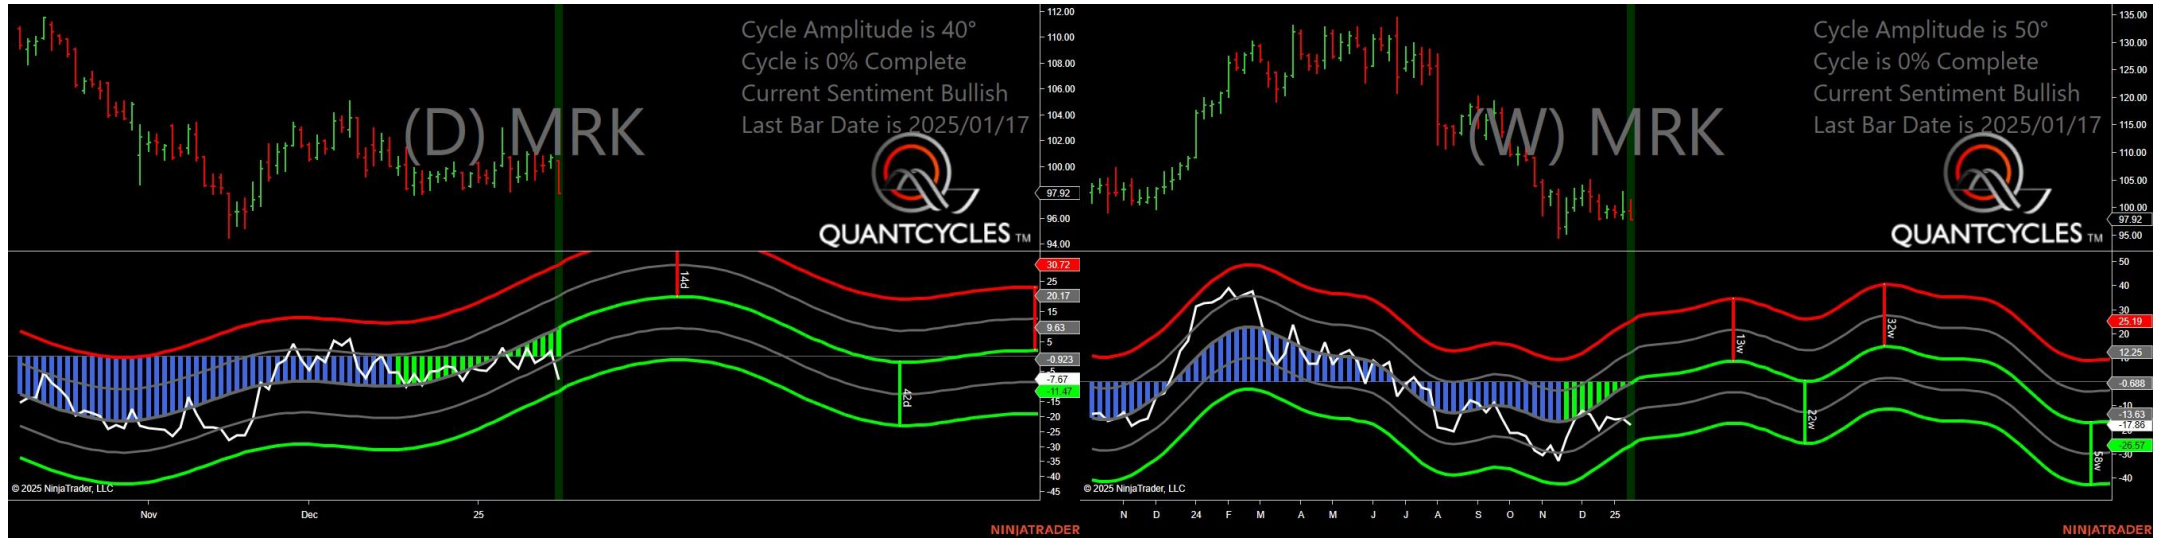 Cycle Amplitude is 40°
Cycle is 0% Complete
Current Sentiment Bullish
Last Bar Date is 2025/01/17
(D) MRK
QUANTCYCLES TM
112.00
110.00
108.00
106.00
104.00
102.00
100.00
97.92
96.00
94.00
30.72
25
20.17
15
9.63
5
-0.923
-7.67
-11.47
-15
-20
-25
-30
-35
-40
-45
14d
42d
© 2025 NinjaTrader, LLC
Nov
Dec
25
NINJATRADER
Cycle Amplitude is 50°
Cycle is 0% Complete
Current Sentiment Bullish
Last Bar Date is 2025/01/17
(W) MRK
QUANTCYCLES TM
135.00
130.00
125.00
120.00
115.00
110.00
105.00
100.00
97.92
95.00
50
40
30
25.19
20
12.25
-0.688
-10
-13.63
-17.86
-26.57
-30
-40
13w
22w
32w
58w
© 2025 NinjaTrader, LLC
N D 24 F M A M J J A S O N D 25
NINJATRADER